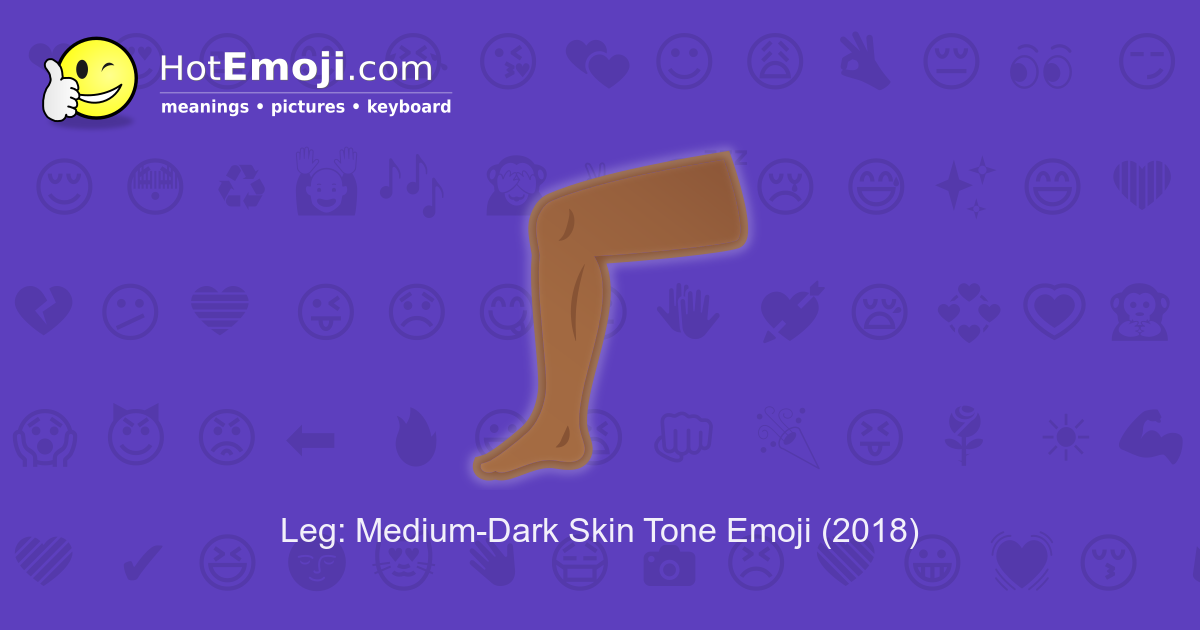 HotEmoji.com
meanings • pictures • keyboard
Leg: Medium-Dark Skin Tone Emoji (2018)